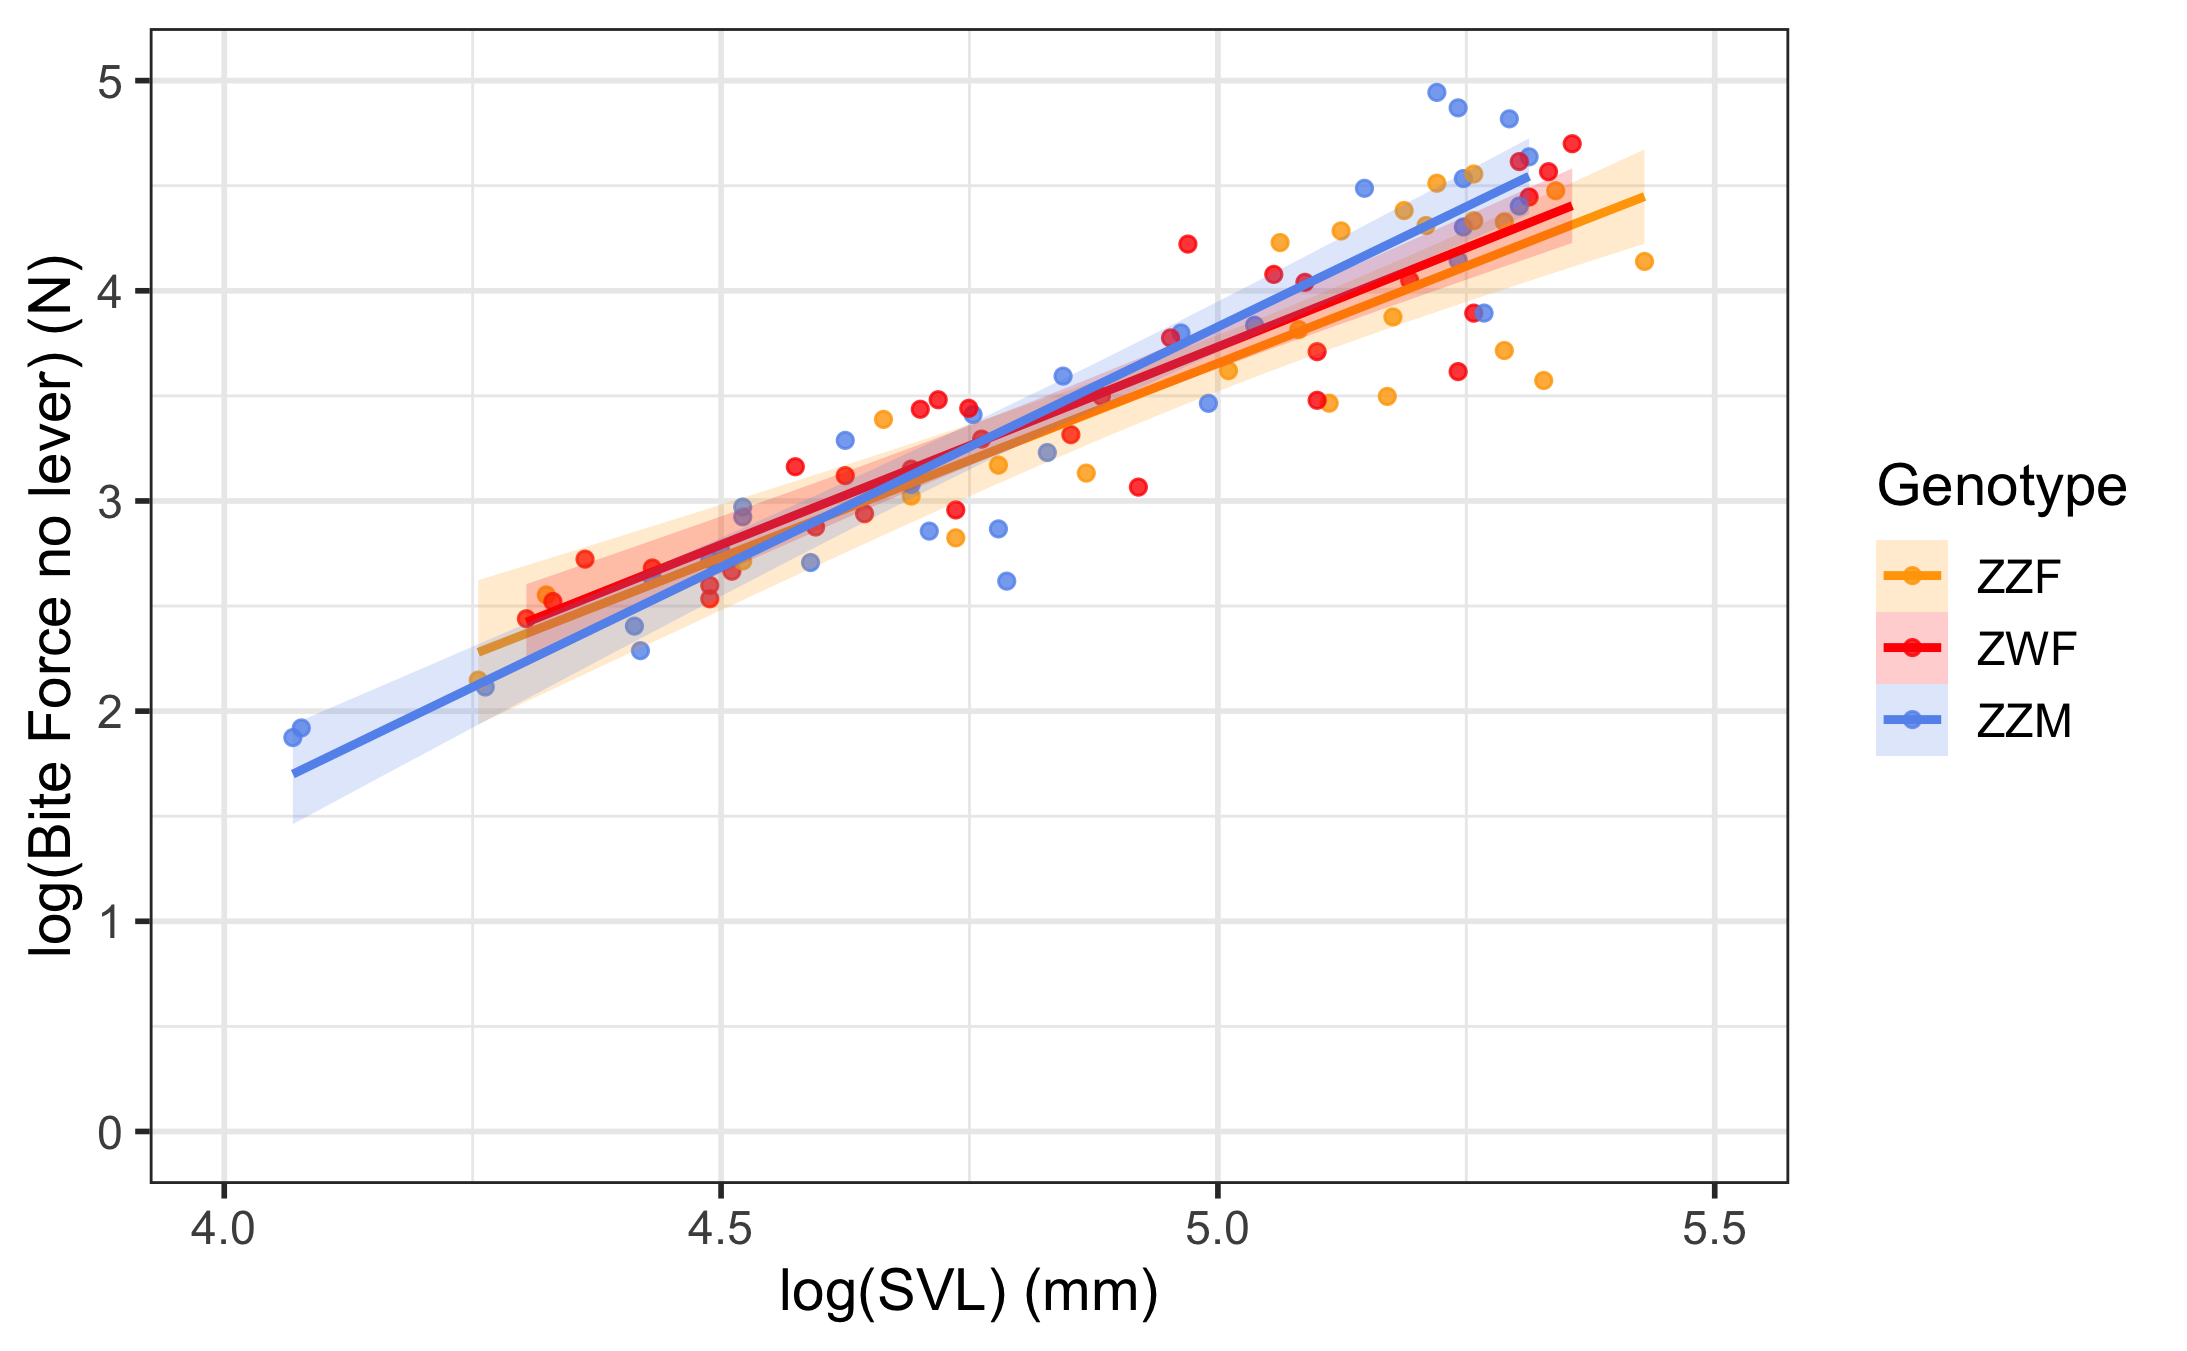 log(Bite Force no lever) (N)
5
4
3
2
1
0
4.0 4.5 5.0 5.5
log(SVL) (mm)
Genotype
ZZF
ZWF
ZZM